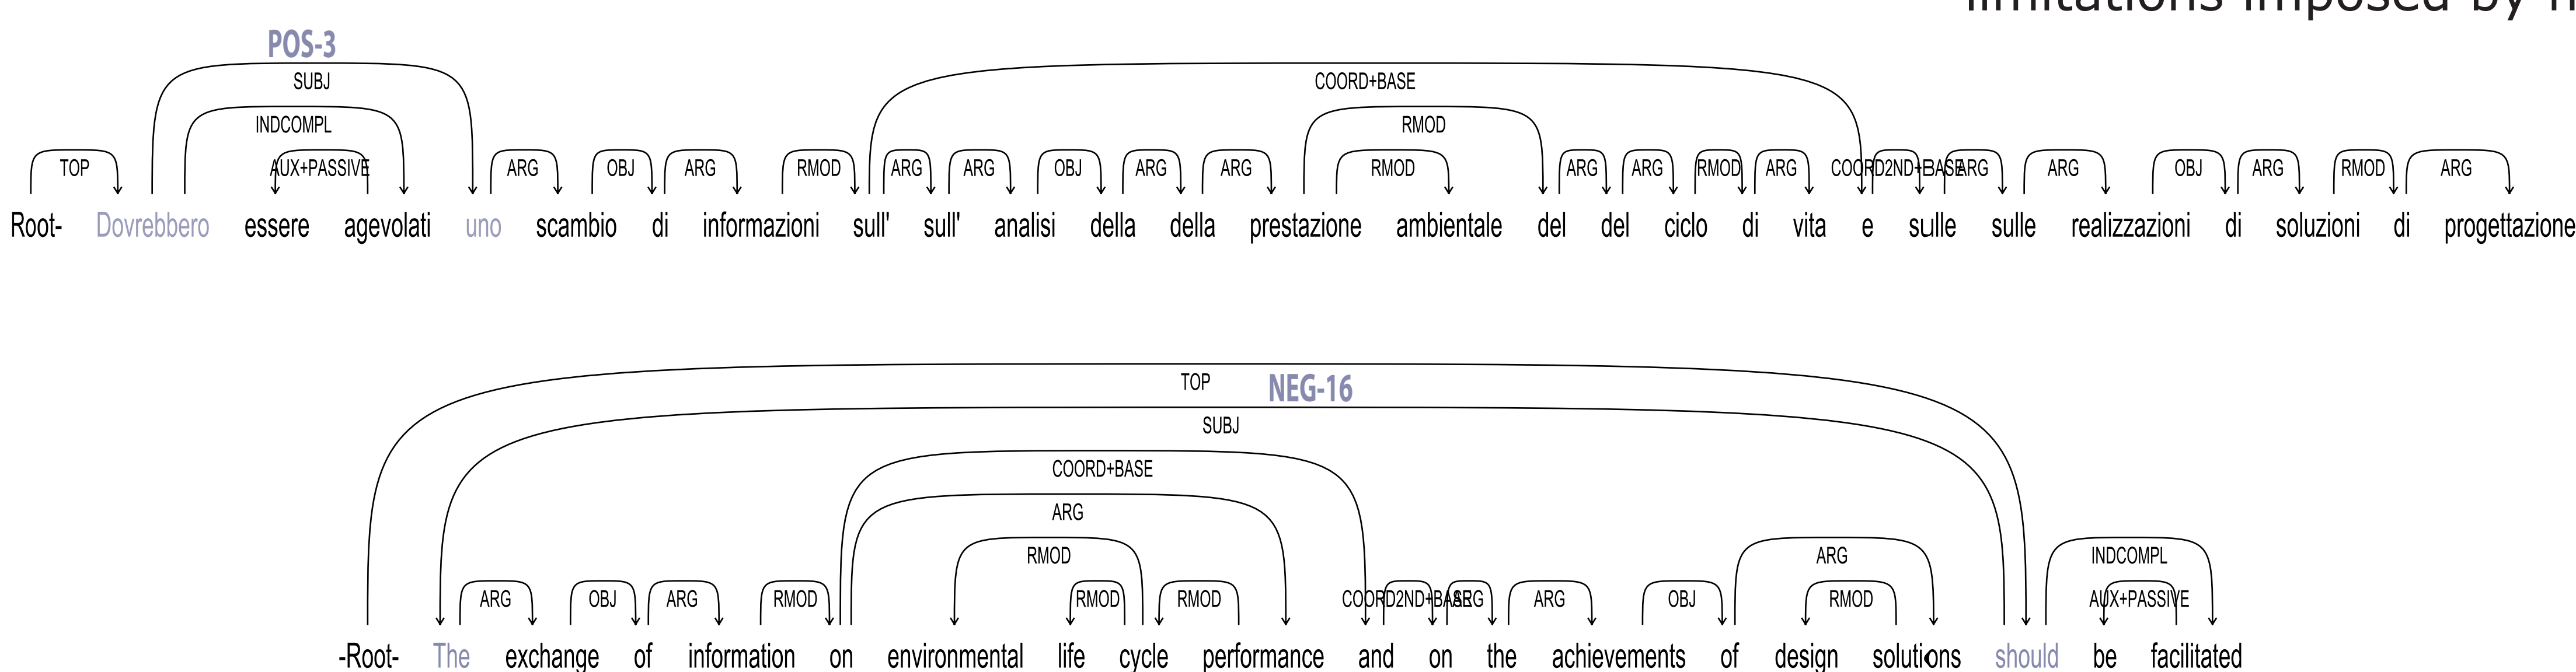 limitations imposed by
POS-3
SUBJ COORD+BASE
INDCOMPL RMOD
TOP AUX+PASSIVE ARG OBJ ARG RMOD ARG ARG OBJ ARG ARG RMOD ARG ARG RMOD ARG COORD2ND+BASE ARG ARG OBJ ARG RMOD ARG
Root- Dovrebbero essere agevolati uno scambio di informazioni sull' sull' analisi della della prestazione ambientale del del ciclo di vita e sulle sulle realizzazioni di soluzioni di progettazione
TOP NEG-16
SUBJ
COORD+BASE
ARG
RMOD ARG INDCOMPL
ARG OBJ ARG RMOD RMOD RMOD COORD2ND+BASE ARG ARG OBJ RMOD AUX+PASSIVE
-Root- The exchange of information on environmental life cycle performance and on the achievements of design solutions should be facilitated